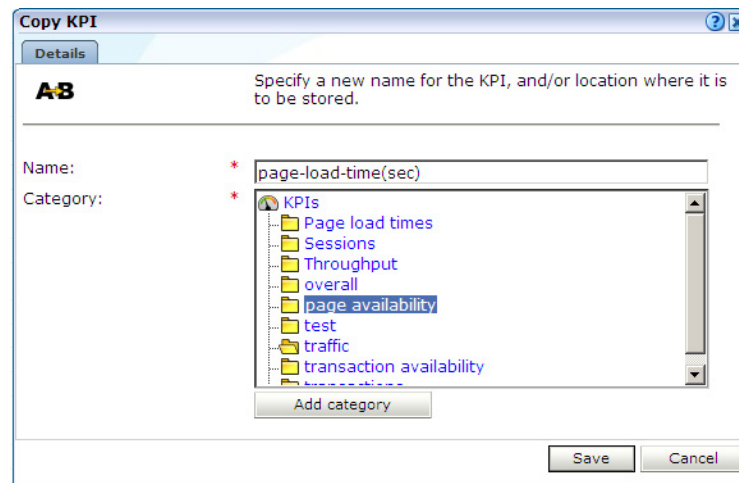 Copy KPI
Details
A B
Specify a new name for the KPI, and/or location where it is
to be stored.
Name: * page-load-time(sec)
Category: *
KPIs
Page load times
Sessions
Throughput
overall
page availability
test
traffic
transaction availability
transactions
Add category
Save Cancel